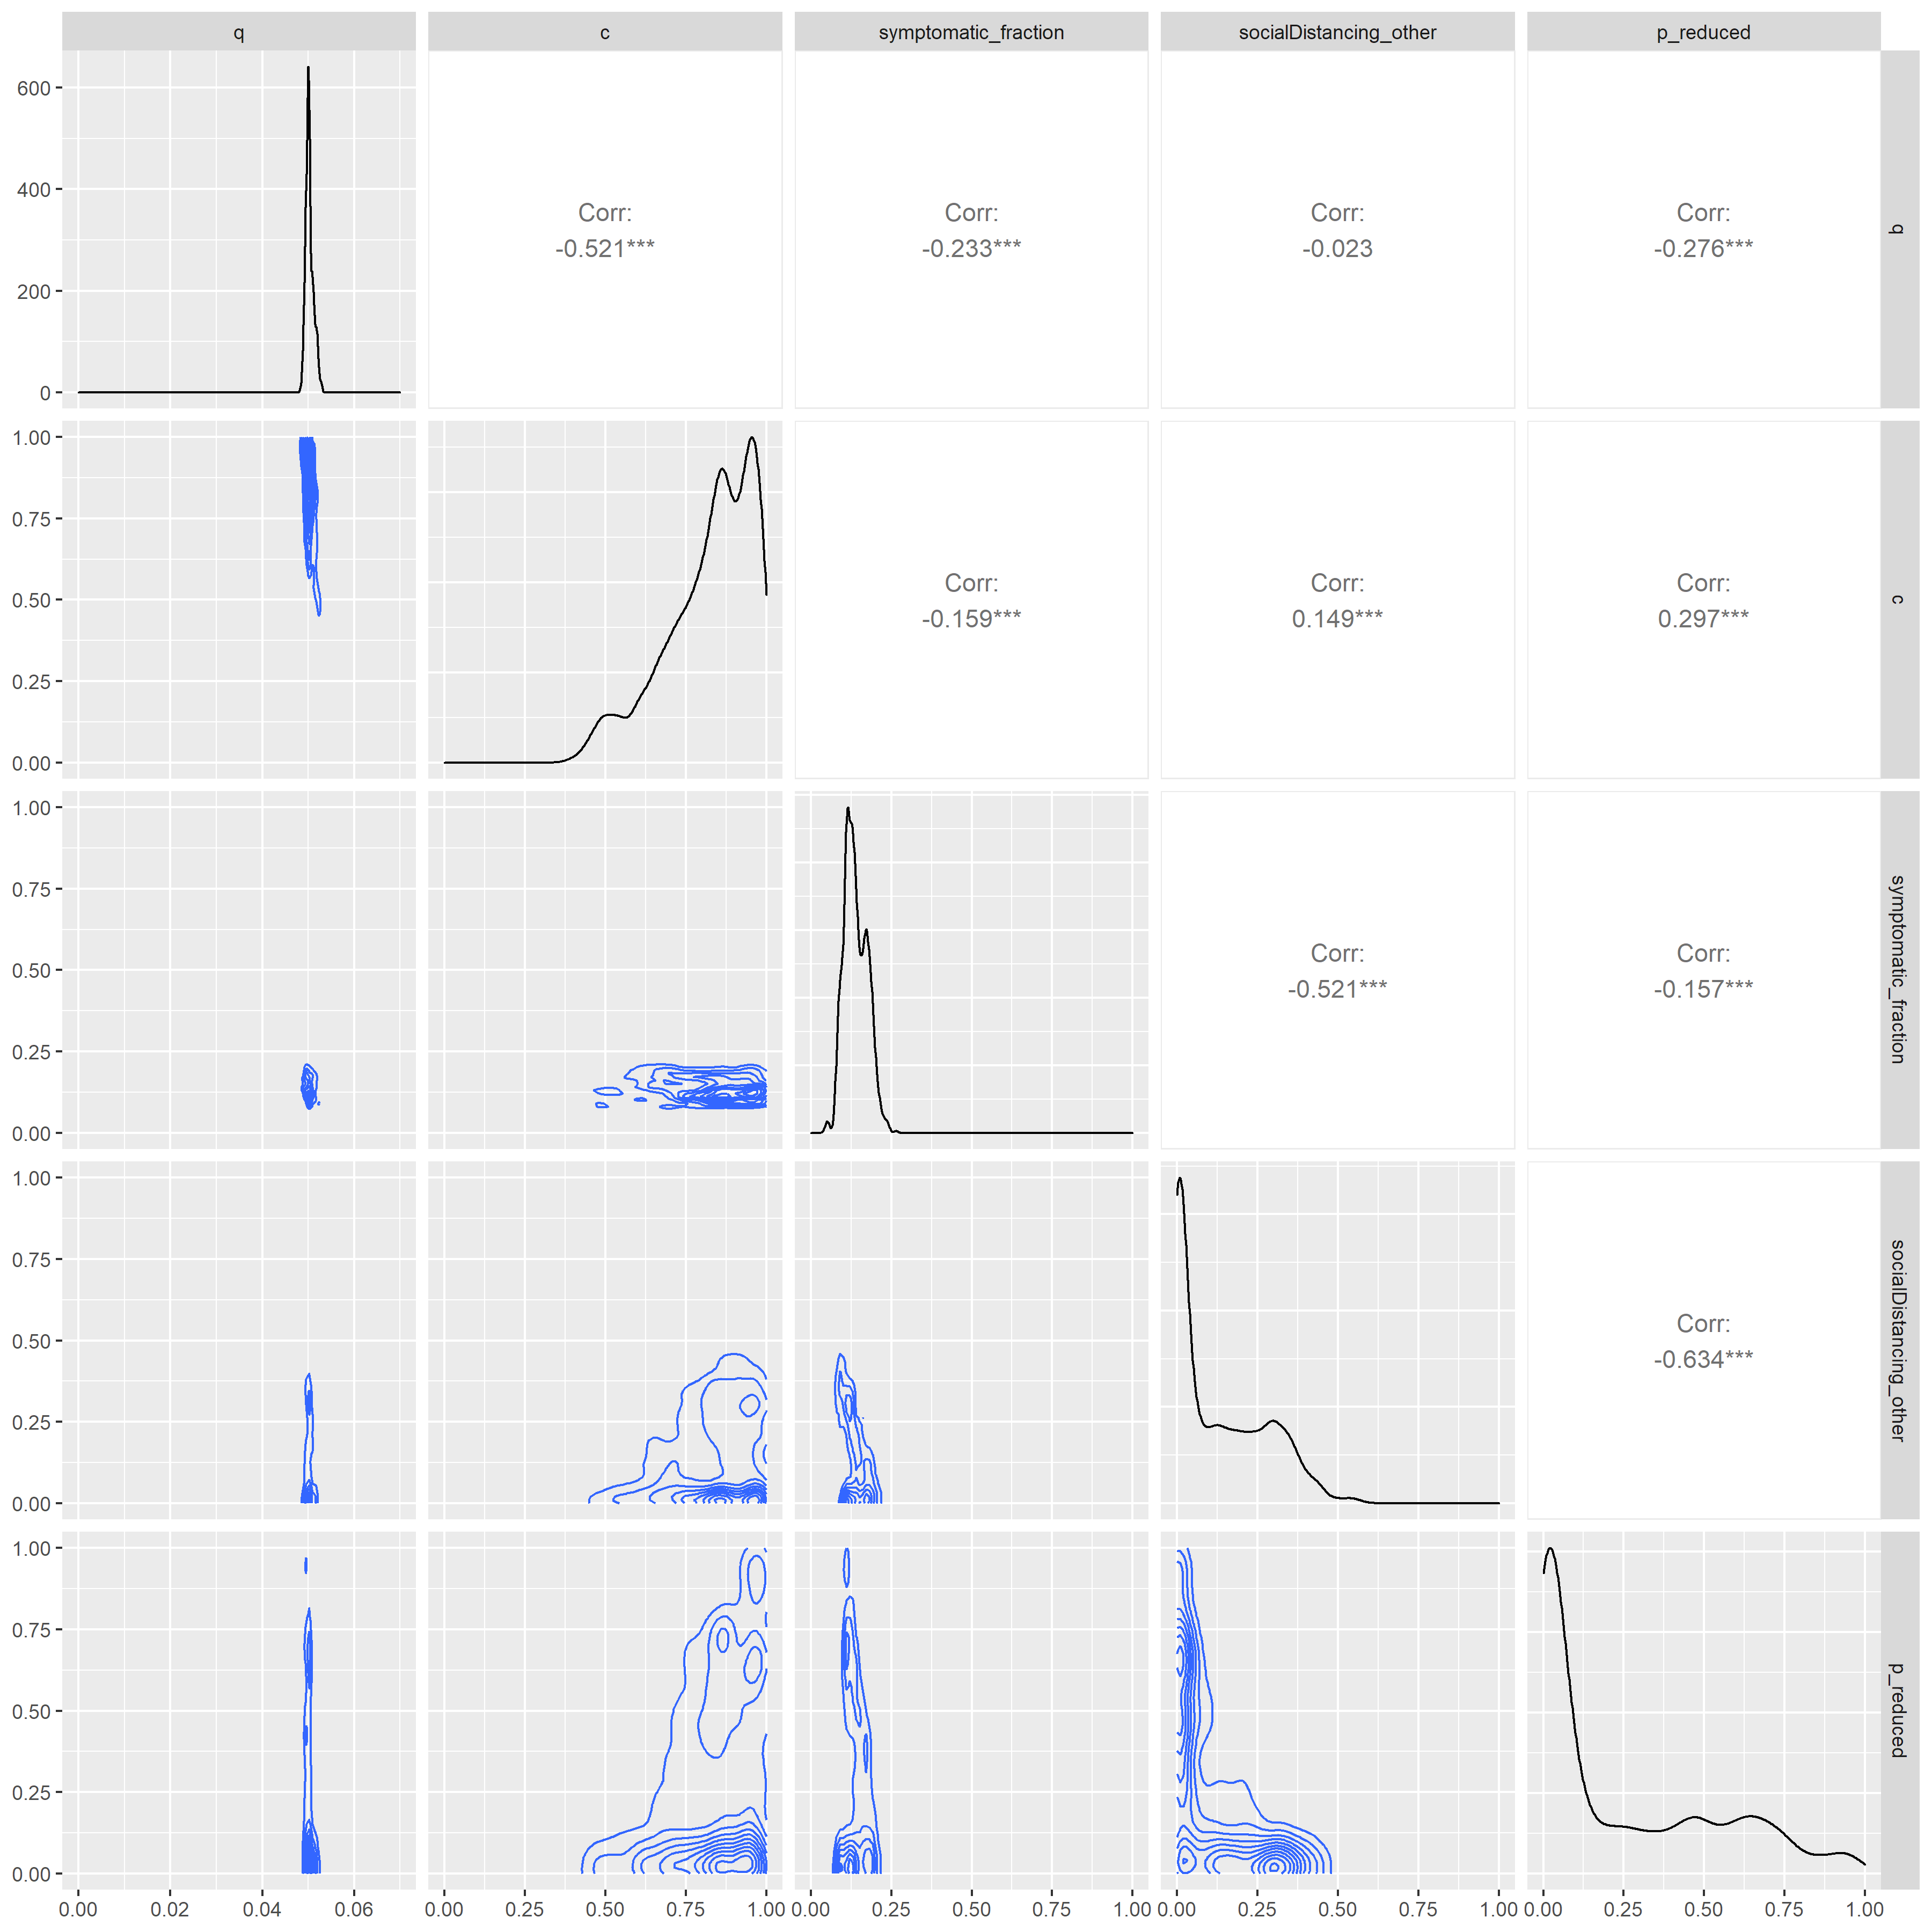 q
c
symptomatic_fraction
socialDistancing_other
p_reduced
600
400
200
0
Corr:
-0.521***
Corr:
-0.233***
Corr:
-0.023
Corr:
-0.276***
q
1.00
0.75
0.50
0.25
0.00
Corr:
-0.159***
Corr:
0.149***
Corr:
0.297***
c
1.00
0.75
0.50
0.25
0.00
Corr:
-0.521***
Corr:
-0.157***
symptomatic_fraction
1.00
0.75
0.50
0.25
0.00
Corr:
-0.634***
socialDistancing_other
1.00
0.75
0.50
0.25
0.00
p_reduced
0.00 0.02 0.04 0.06
0.00 0.25 0.50 0.75 1.00
0.00 0.25 0.50 0.75 1.00
0.00 0.25 0.50 0.75 1.00
0.00 0.25 0.50 0.75 1.00